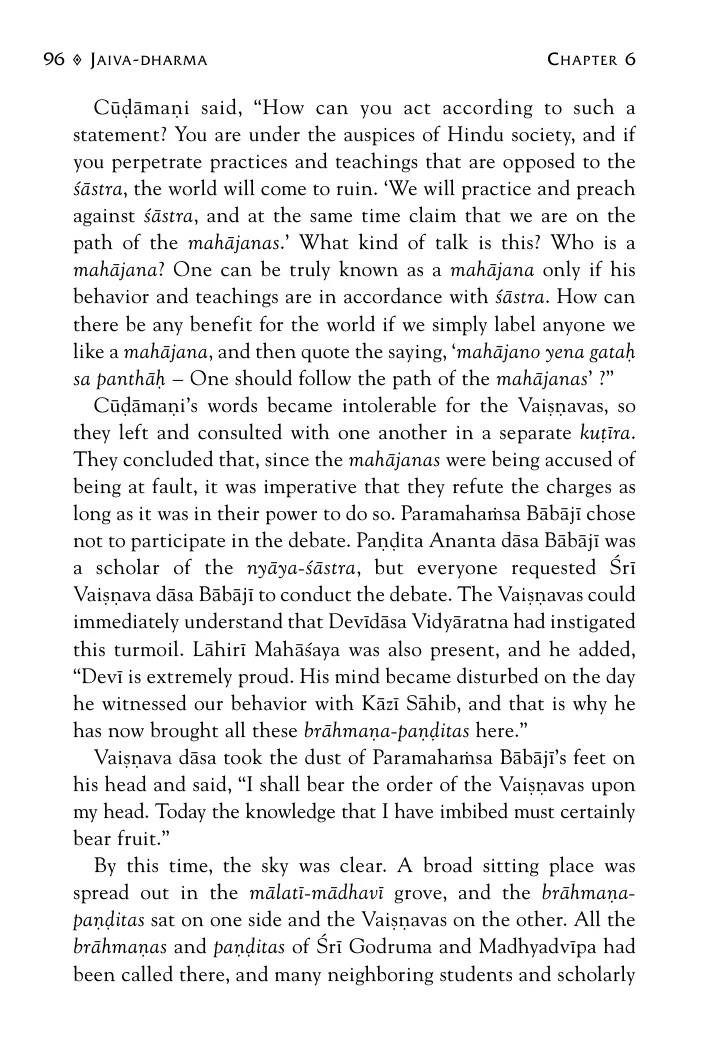 96 ◊ Jaiva-dharma Chapter 6
Cūḍāmaṇi said, “How can you act according to such a
statement? You are under the auspices of Hindu society, and if
you perpetrate practices and teachings that are opposed to the
śāstra, the world will come to ruin. ‘We will practice and preach
against śāstra, and at the same time claim that we are on the
path of the mahājanas.’ What kind of talk is this? Who is a
mahājana? One can be truly known as a mahājana only if his
behavior and teachings are in accordance with śāstra. How can
there be any benefit for the world if we simply label anyone we
like a mahājana, and then quote the saying, ‘mahājano yena gataḥ
sa panthāḥ – One should follow the path of the mahājanas’ ?”
Cūḍāmaṇi’s words became intolerable for the Vaiṣṇavas, so
they left and consulted with one another in a separate kuṭīra.
They concluded that, since the mahājanas were being accused of
being at fault, it was imperative that they refute the charges as
long as it was in their power to do so. Paramahaṁsa Bābājī chose
not to participate in the debate. Paṇḍita Ananta dāsa Bābājī was
a scholar of the nyāya-śāstra, but everyone requested Śrī
Vaiṣṇava dāsa Bābājī to conduct the debate. The Vaiṣṇavas could
immediately understand that Devīdāsa Vidyāratna had instigated
this turmoil. Lāhirī Mahāśaya was also present, and he added,
“Devī is extremely proud. His mind became disturbed on the day
he witnessed our behavior with Kāzī Sāhib, and that is why he
has now brought all these brāhmaṇa-paṇḍitas here.”
Vaiṣṇava dāsa took the dust of Paramahaṁsa Bābājī’s feet on
his head and said, “I shall bear the order of the Vaiṣṇavas upon
my head. Today the knowledge that I have imbibed must certainly
bear fruit.”
By this time, the sky was clear. A broad sitting place was
spread out in the mālatī-mādhavī grove, and the brāhmaṇa-
paṇḍitas sat on one side and the Vaiṣṇavas on the other. All the
brāhmaṇas and paṇḍitas of Śrī Godruma and Madhyadvīpa had
been called there, and many neighboring students and scholarly